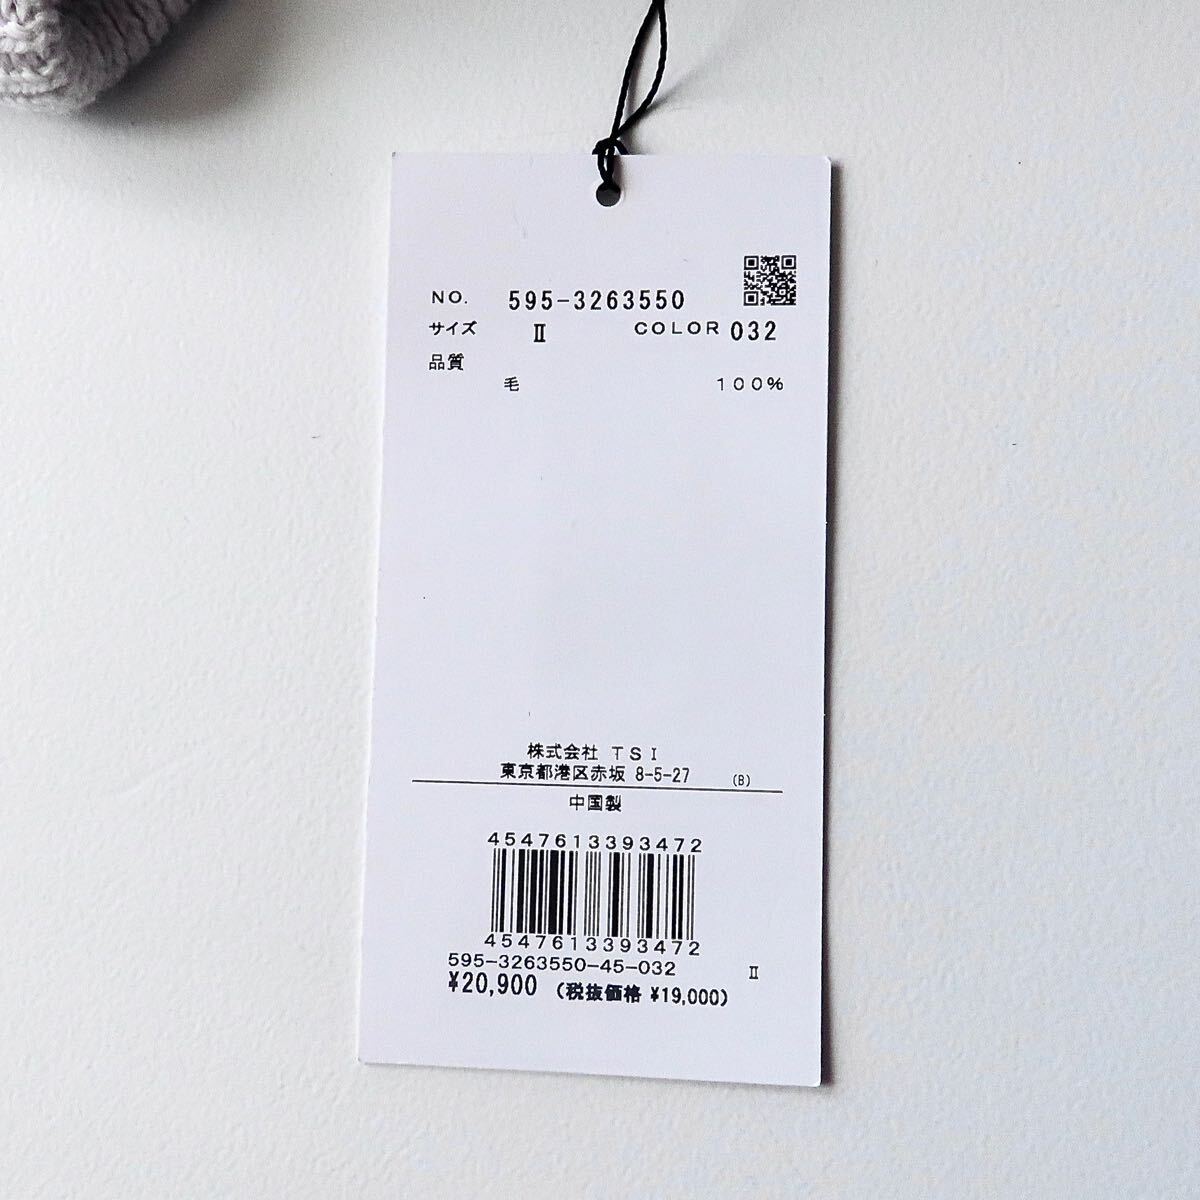 NO. 595-3263550
サイズ Ⅱ COLOR 032
品質
毛 100%
株式会社 TSI
東京都港区赤坂 8-5-27 (B)
中国製
4547613393472
4547613393472
595-3263550-45-032 Ⅱ
¥20,900 (税抜価格 ¥19,000)